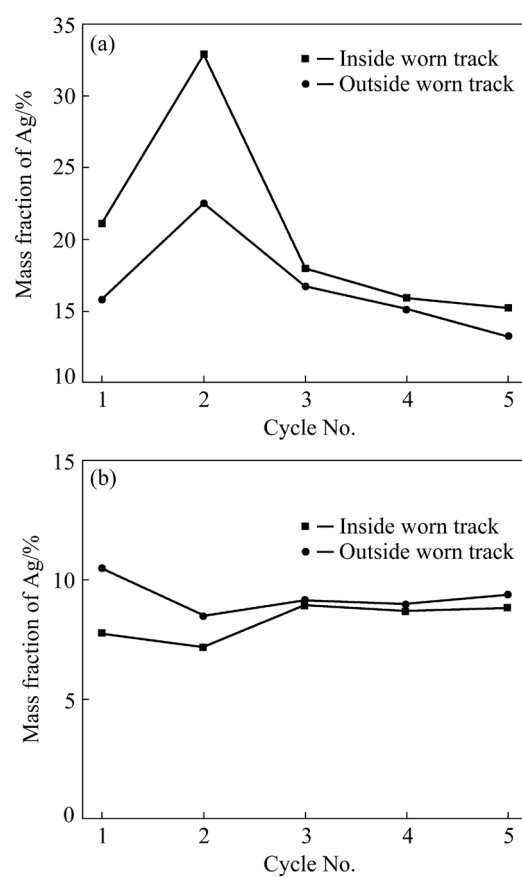 (a)
Inside worn track
Outside worn track
Mass fraction of Ag/%
35
30
25
20
15
10
1 2 3 4 5
Cycle No.
(b)
Inside worn track
Outside worn track
Mass fraction of Ag/%
15
10
5
0
1 2 3 4 5
Cycle No.